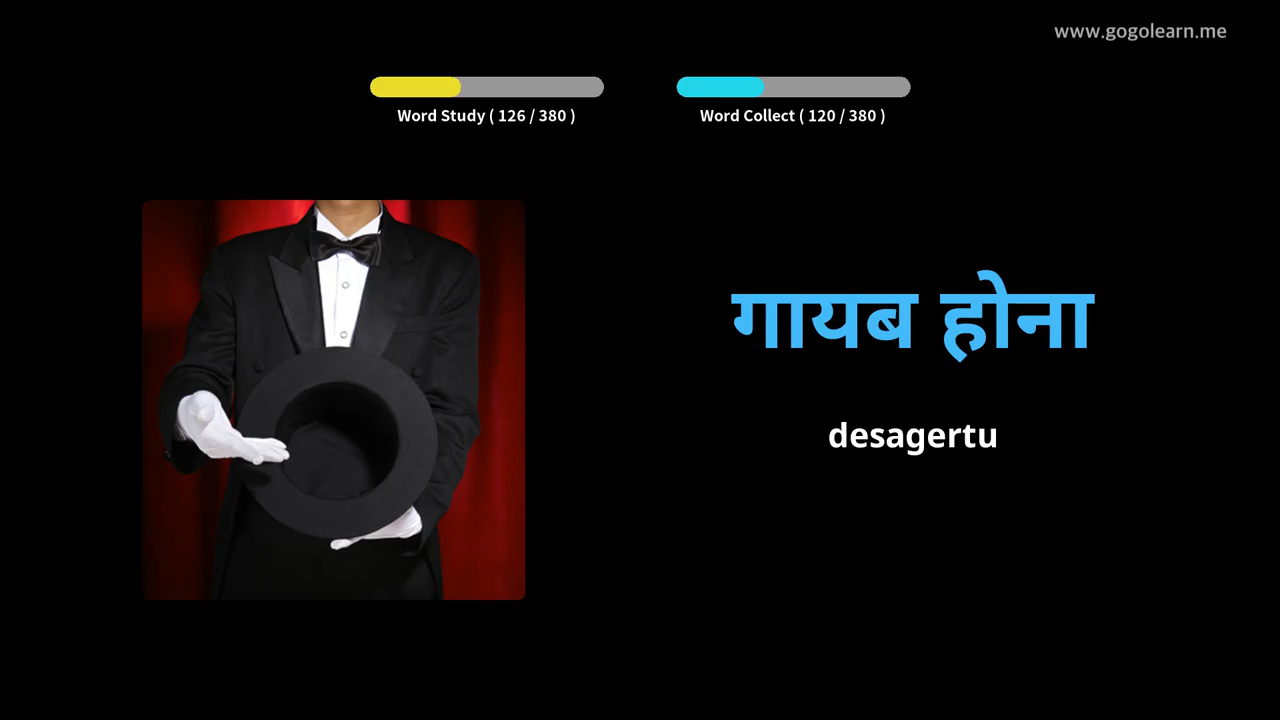 www.gogolearn.me
Word Study ( 126 / 380 )
Word Collect ( 120 / 380 )
गायब होना
desagertu